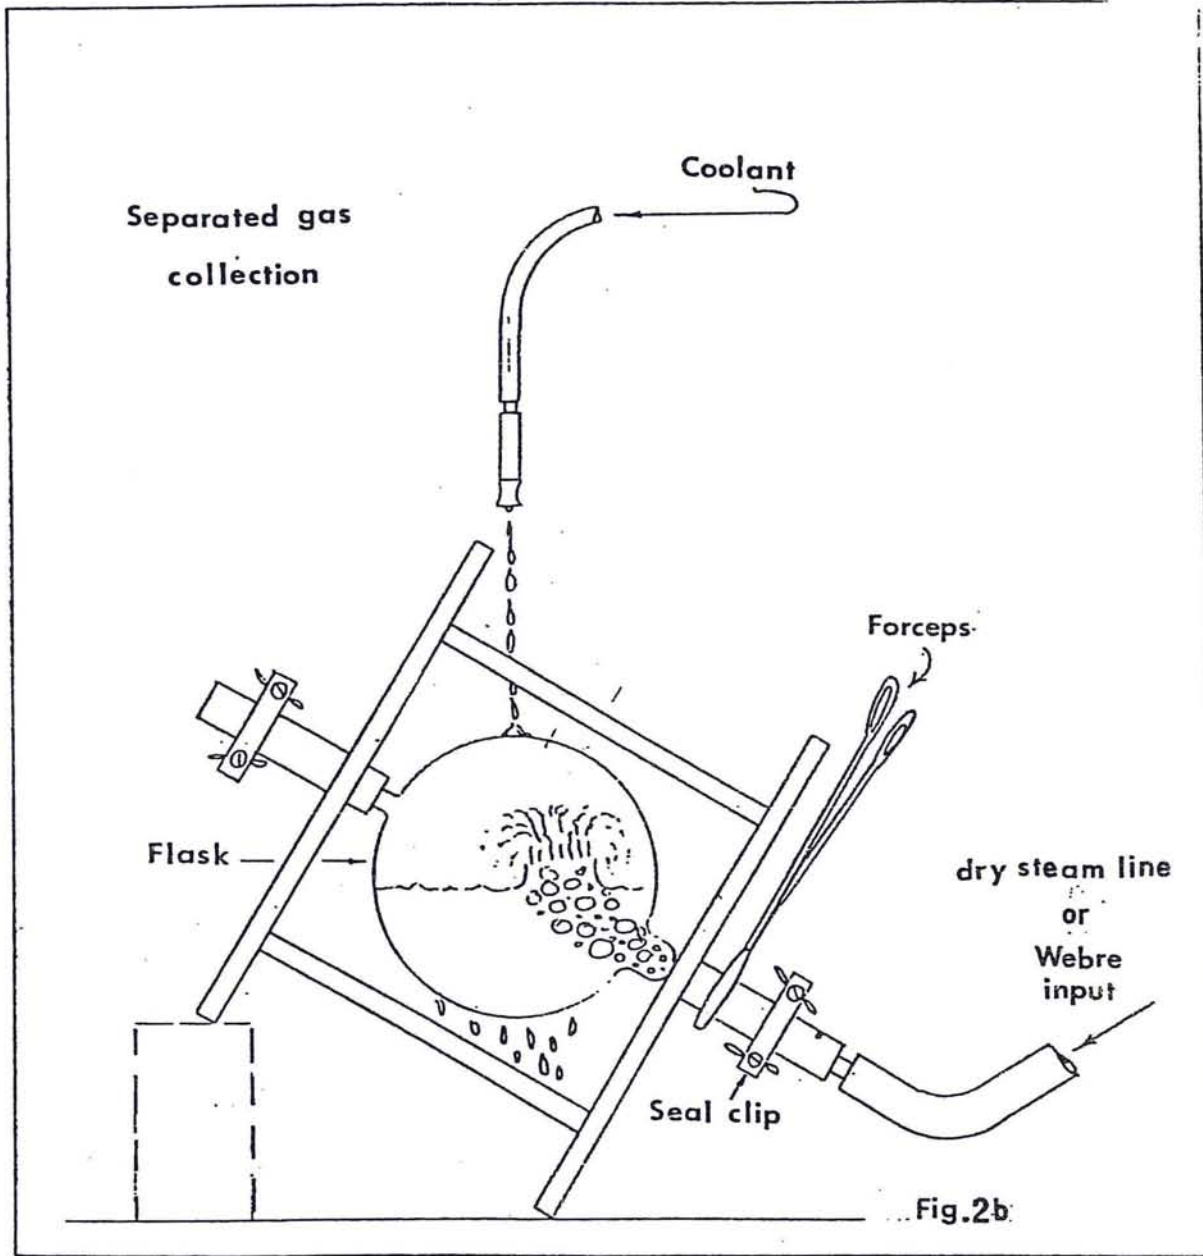 Coolant
Separated gas
collection
Forceps
Flask
dry steam line
or
Webre
input
Seal clip
Fig.2b